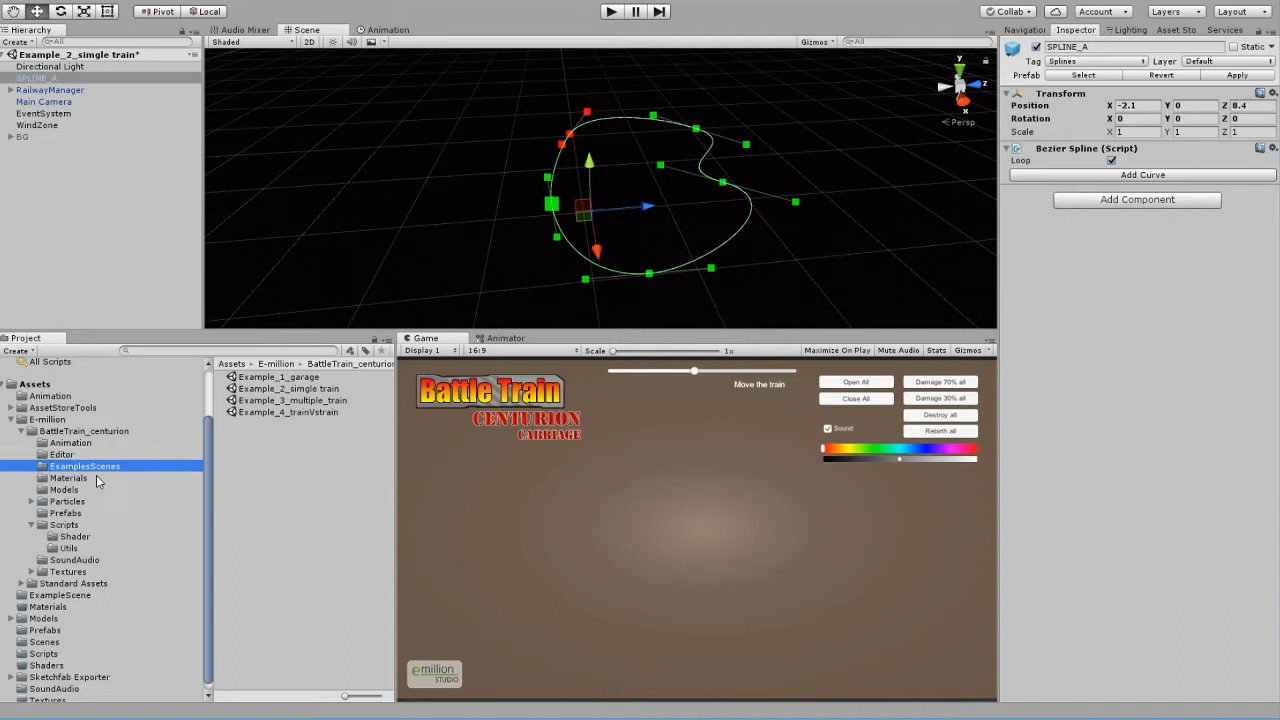 Pivot Local Collab Account Layers Layout
Hierarchy Audio Mixer Scene Animation Navigation Inspector Lighting Asset Sto Services
Create All Shaded 2D Gizmos All SPLINE_A Static
Example_2_simgle train*
Directional Light
SPLINE_A
RailwayManager
Main Camera
EventSystem
WindZone
BG
y
z
x
Persp
Tag Splines Layer Default
Prefab Select Revert Apply
Transform
Position X -2.1 Y 0 Z 8.4
Rotation X 0 Y 0 Z 0
Scale X 1 Y 1 Z 1
Bezier Spline (Script)
Loop
Add Curve
Add Component
Project
Create
All Scripts
Assets
Animation
AssetStoreTools
E-million
BattleTrain_centurion
Animation
Editor
ExamplesScenes
Materials
Models
Particles
Prefabs
Scripts
Shader
Utils
SoundAudio
Textures
Standard Assets
ExampleScene
Materials
Models
Prefabs
Scenes
Scripts
Shaders
Sketchfab Exporter
SoundAudio
Textures
Assets E-million BattleTrain_centurion
Example_1_garage
Example_2_simgle train
Example_3_multiple_train
Example_4_trainVstrain
Game Animator
Display 1 16:9 Scale 1x Maximize On Play Mute Audio Stats Gizmos
Battle Train
CENTURION
CARRIAGE
Move the train
Open All Damage 70% all
Close All Damage 30% all
Destroy all
Sound Rebirth all
emillion
STUDIO